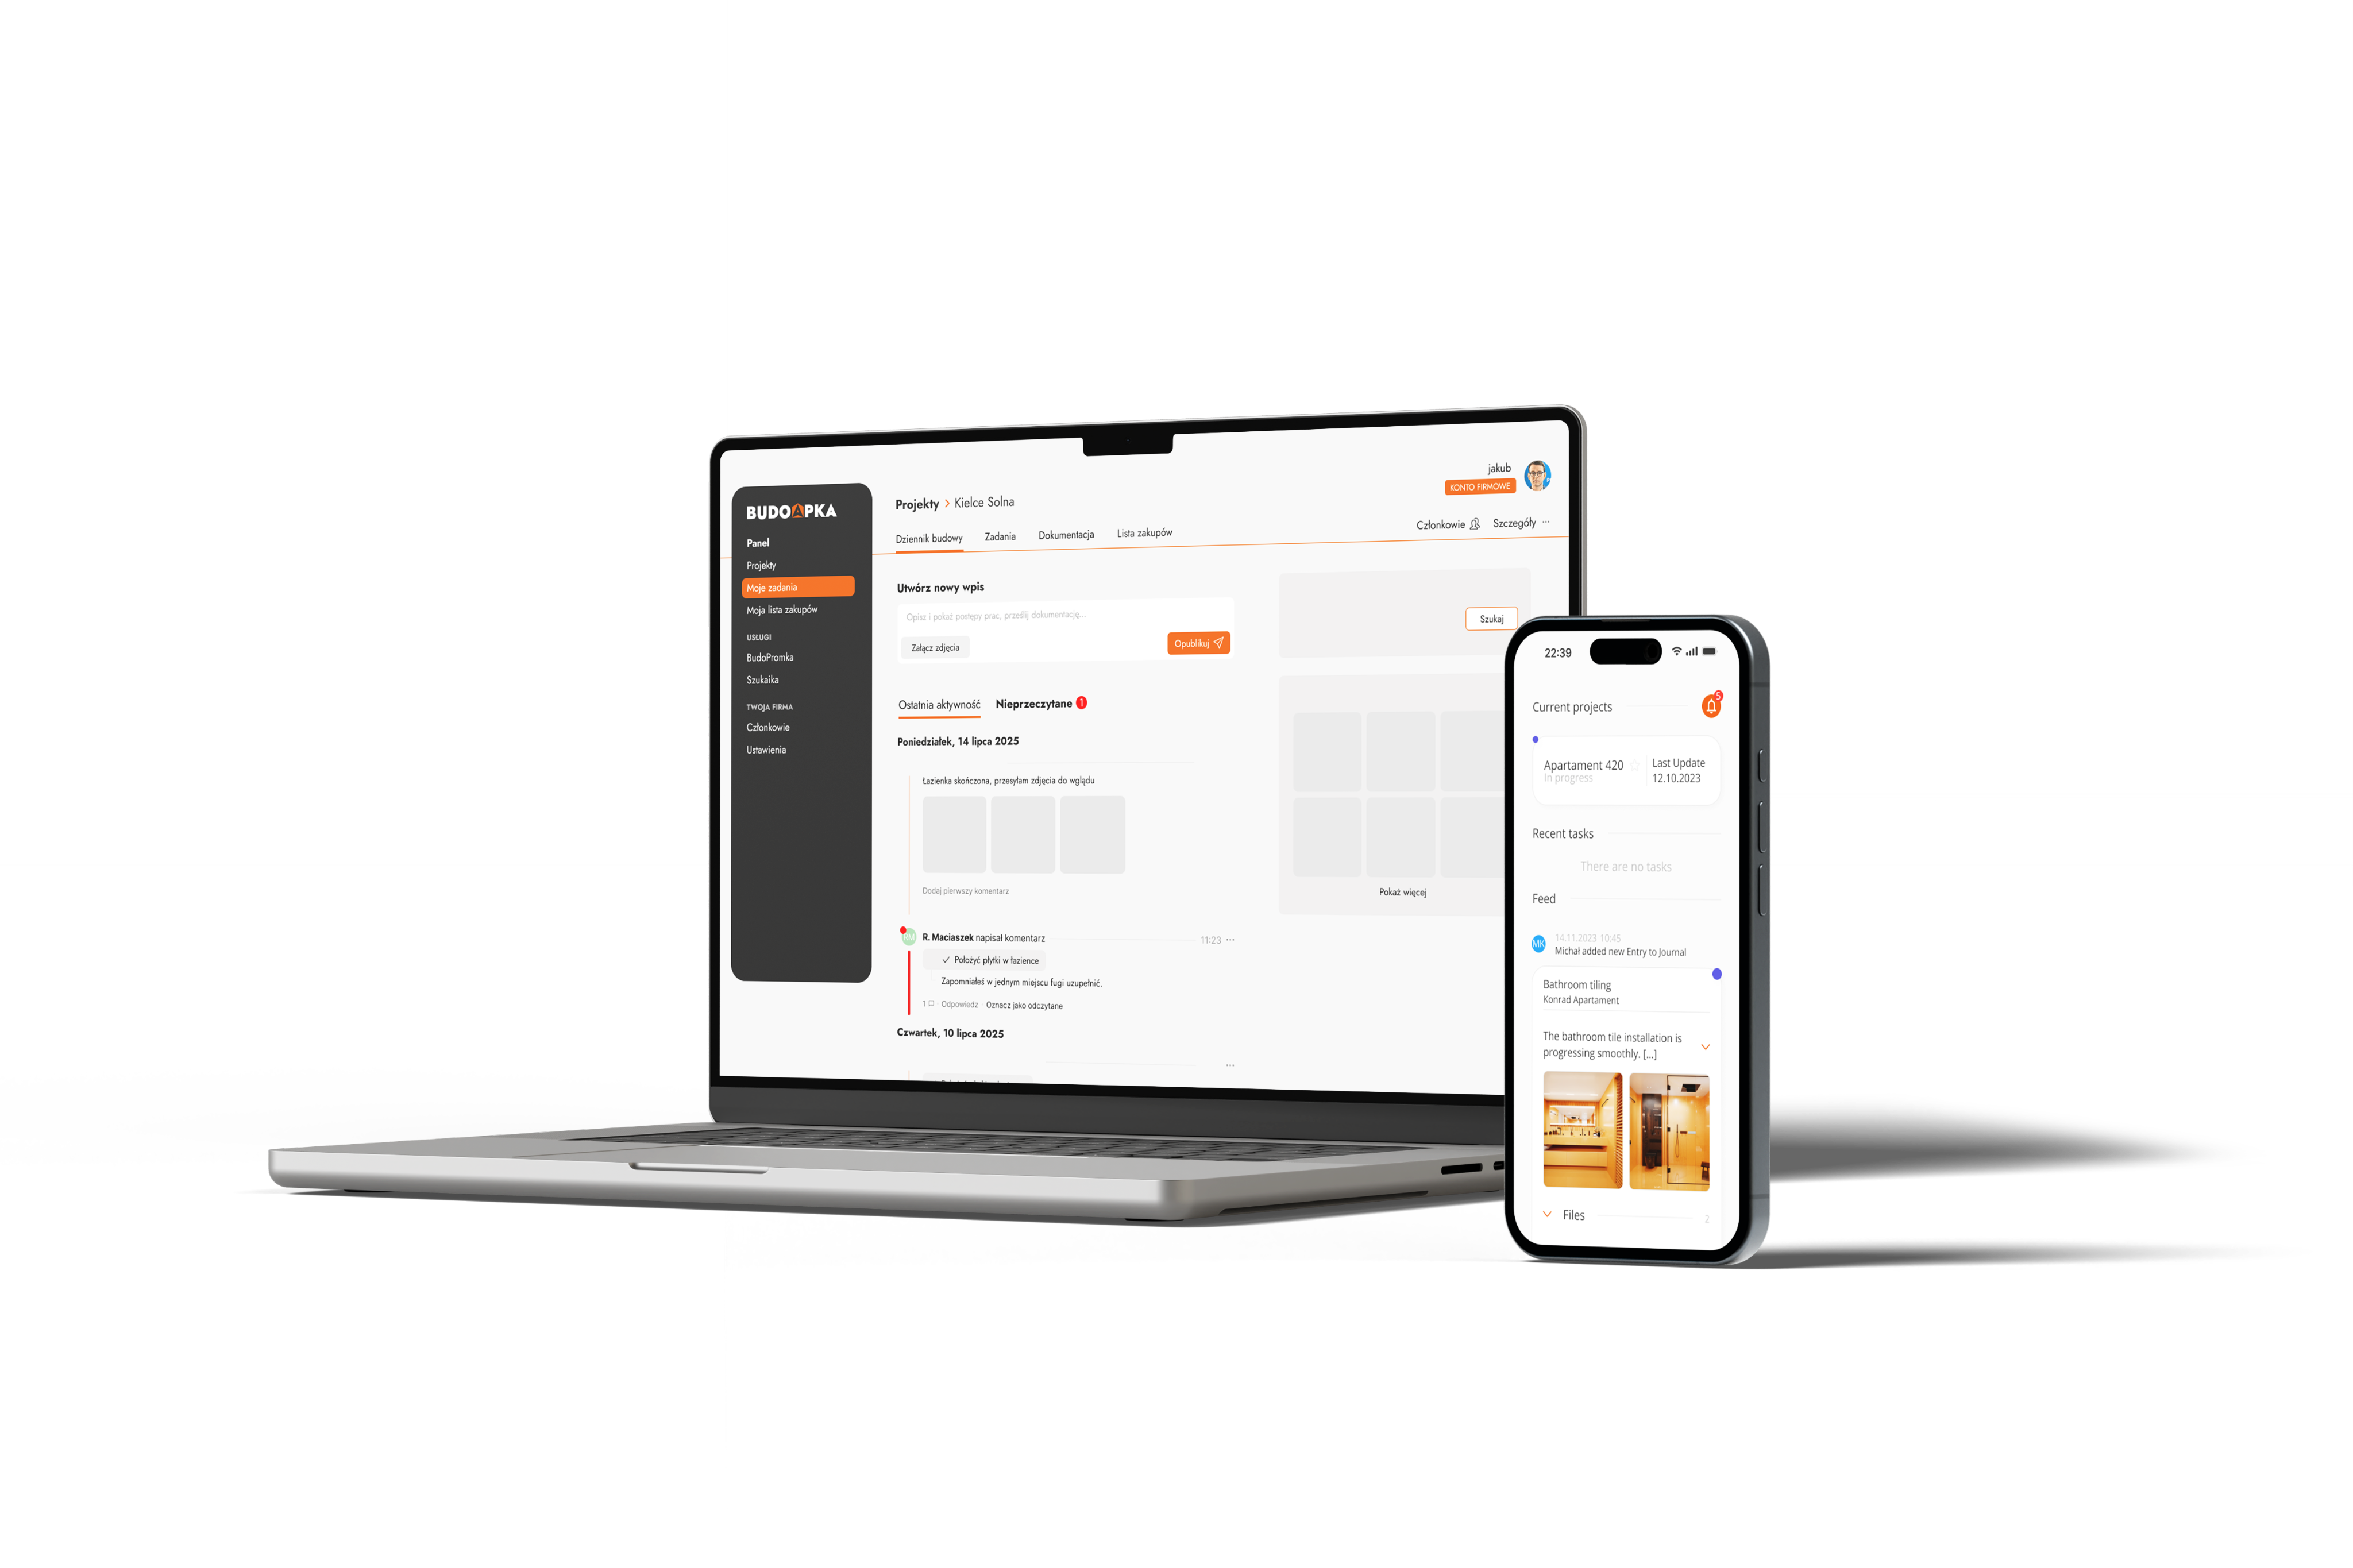 BUDOAPKA
Panel
Projekty
Moje zadania
Moja lista zakupów
USŁUGI
BudoPromka
Szukajka
TWOJA FIRMA
Członkowie
Ustawienia
Projekty > Kielce Solna
jakub
KONTO FIRMOWE
Dziennik budowy Zadania Dokumentacja Lista zakupów
Członkowie Szczegóły ...
Utwórz nowy wpis
Opisz i pokaż postępy prac, prześlij dokumentację...
Załącz zdjęcia
Opublikuj
Ostatnia aktywność Nieprzeczytane 1
Poniedziałek, 14 lipca 2025
Łazienka skończona, przesyłam zdjęcia do wglądu
Dodaj pierwszy komentarz
RM R. Maciaszek napisał komentarz 11:23 ...
Położyć płytki w łazience
Zapomniałeś w jednym miejscu fugi uzupełnić.
1 Odpowiedz Oznacz jako odczytane
Czwartek, 10 lipca 2025
...
Szukaj
Pokaż więcej
22:39
Current projects
5
Apartament 420
In progress
Last Update
12.10.2023
Recent tasks
There are no tasks
Feed
MK
14.11.2023 10:45
Michał added new Entry to Journal
Bathroom tiling
Konrad Apartament
The bathroom tile installation is
progressing smoothly. [...]
Files 2